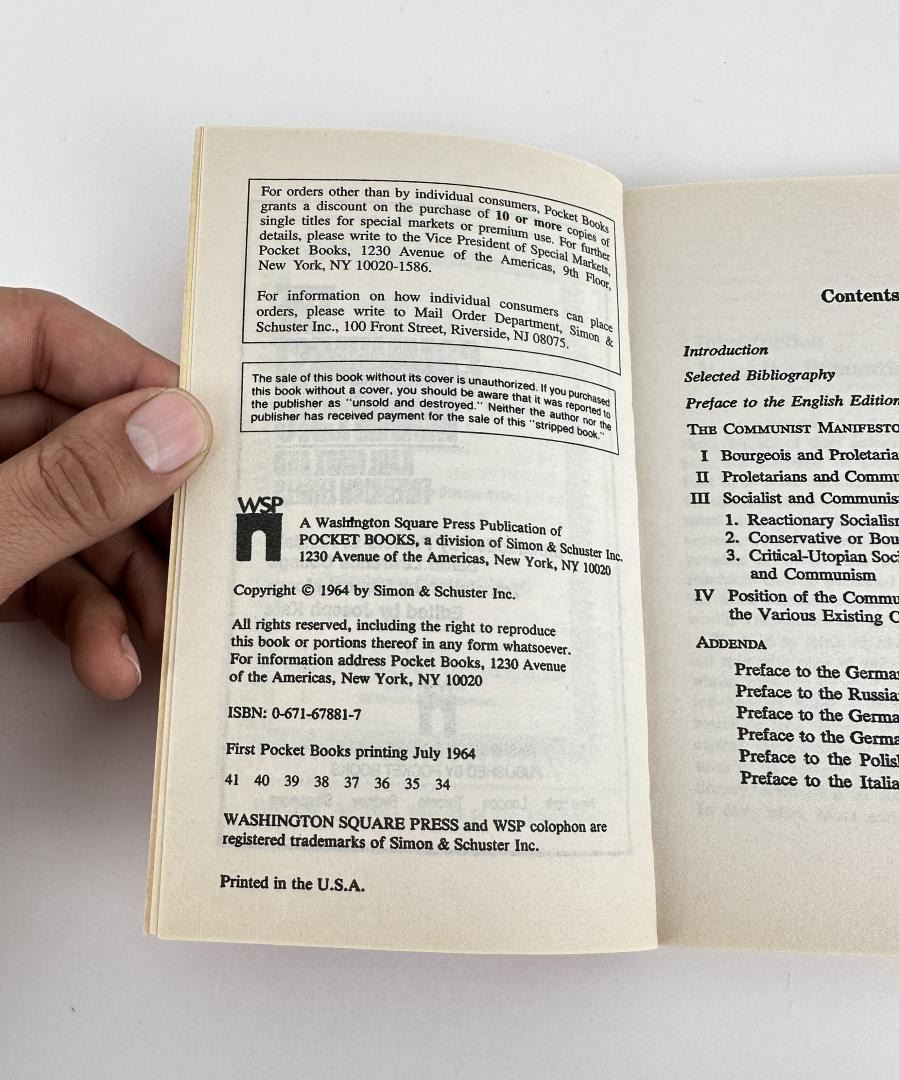 For orders other than by individual consumers, Pocket Books
grants a discount on the purchase of 10 or more copies of
single titles for special markets or premium use. For further
details, please write to the Vice President of Special Markets,
Pocket Books, 1230 Avenue of the Americas, 9th Floor,
New York, NY 10020-1586.
For information on how individual consumers can place
orders, please write to Mail Order Department, Simon &
Schuster Inc., 100 Front Street, Riverside, NJ 08075.
The sale of this book without its cover is unauthorized. If you purchased
this book without a cover, you should be aware that it was reported to
the publisher as "unsold and destroyed." Neither the author nor the
publisher has received payment for the sale of this "stripped book."
WSP
A Washington Square Press Publication of
POCKET BOOKS, a division of Simon & Schuster Inc.
1230 Avenue of the Americas, New York, NY 10020
Copyright © 1964 by Simon & Schuster Inc.
All rights reserved, including the right to reproduce
this book or portions thereof in any form whatsoever.
For information address Pocket Books, 1230 Avenue
of the Americas, New York, NY 10020
ISBN: 0-671-67881-7
First Pocket Books printing July 1964
41 40 39 38 37 36 35 34
WASHINGTON SQUARE PRESS and WSP colophon are
registered trademarks of Simon & Schuster Inc.
Printed in the U.S.A.
Contents
Introduction
Selected Bibliography
Preface to the English Edition
THE COMMUNIST MANIFESTO
I Bourgeois and Proletaria
II Proletarians and Commu
III Socialist and Communis
1. Reactionary Socialism
2. Conservative or Bou
3. Critical-Utopian Soci
and Communism
IV Position of the Commu
the Various Existing O
ADDENDA
Preface to the German
Preface to the Russian
Preface to the Germa
Preface to the Germa
Preface to the Polish
Preface to the Italia